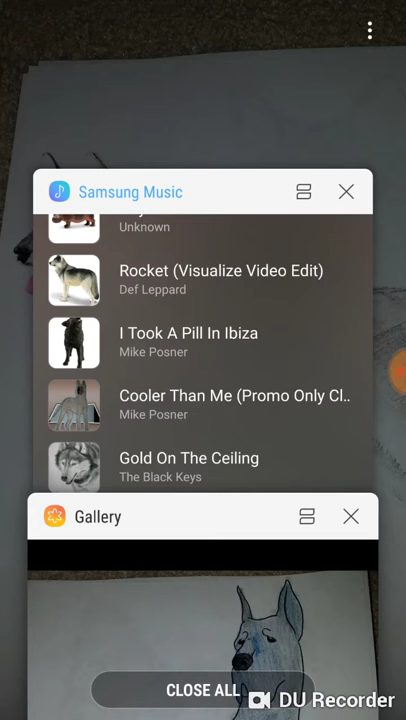 Samsung Music
Unknown
Rocket (Visualize Video Edit)
Def Leppard
I Took A Pill In Ibiza
Mike Posner
Cooler Than Me (Promo Only Cl..
Mike Posner
Gold On The Ceiling
The Black Keys
Gallery
CLOSE ALL
DU Recorder